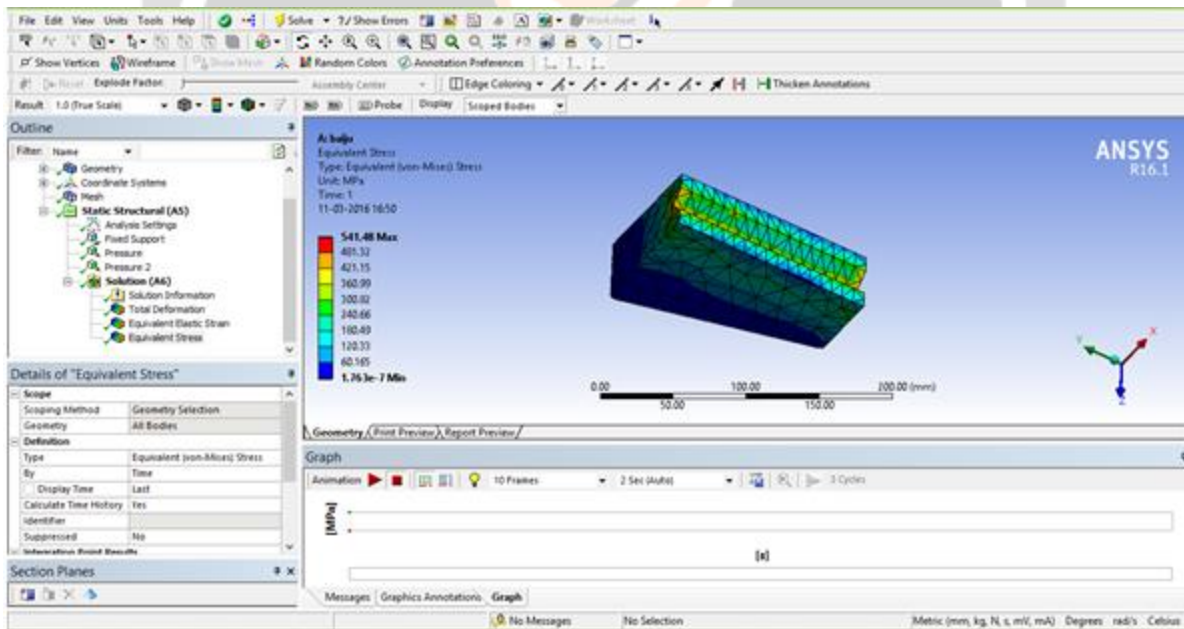 File Edit View Units Tools Help Solve ?/Show Errors Worksheet
Show Vertices Wireframe Show Mesh Random Colors Annotation Preferences
Reset Explode Factor: Assembly Center Edge Coloring Thicken Annotations
Result 1.0 (True Scale) Probe Display Scoped Bodies
Outline
Filter: Name
Geometry
Coordinate Systems
Mesh
Static Structural (A5)
Analysis Settings
Fixed Support
Pressure
Pressure 2
Solution (A6)
Solution Information
Total Deformation
Equivalent Elastic Strain
Equivalent Stress
Details of "Equivalent Stress"
Scope
Scoping Method Geometry Selection
Geometry All Bodies
Definition
Type Equivalent (von-Mises) Stress
By Time
Display Time Last
Calculate Time History Yes
Identifier
Suppressed No
Integration Point Results
Section Planes
A: baiju
Equivalent Stress
Type: Equivalent (von-Mises) Stress
Unit: MPa
Time: 1
11-03-2016 16:50
541.48 Max
481.32
421.15
360.99
300.82
240.66
180.49
120.33
60.165
1.763e-7 Min
ANSYS
R16.1
X
Z
0.00 100.00 200.00 (mm)
50.00 150.00
Geometry Print Preview Report Preview
Graph
Animation 10 Frames 2 Sec (Auto) 3 Cycles
[MPa]
[s]
Messages Graphics Annotations Graph
No Messages No Selection Metric (mm, kg, N, s, mV, mA) Degrees rad/s Celsius